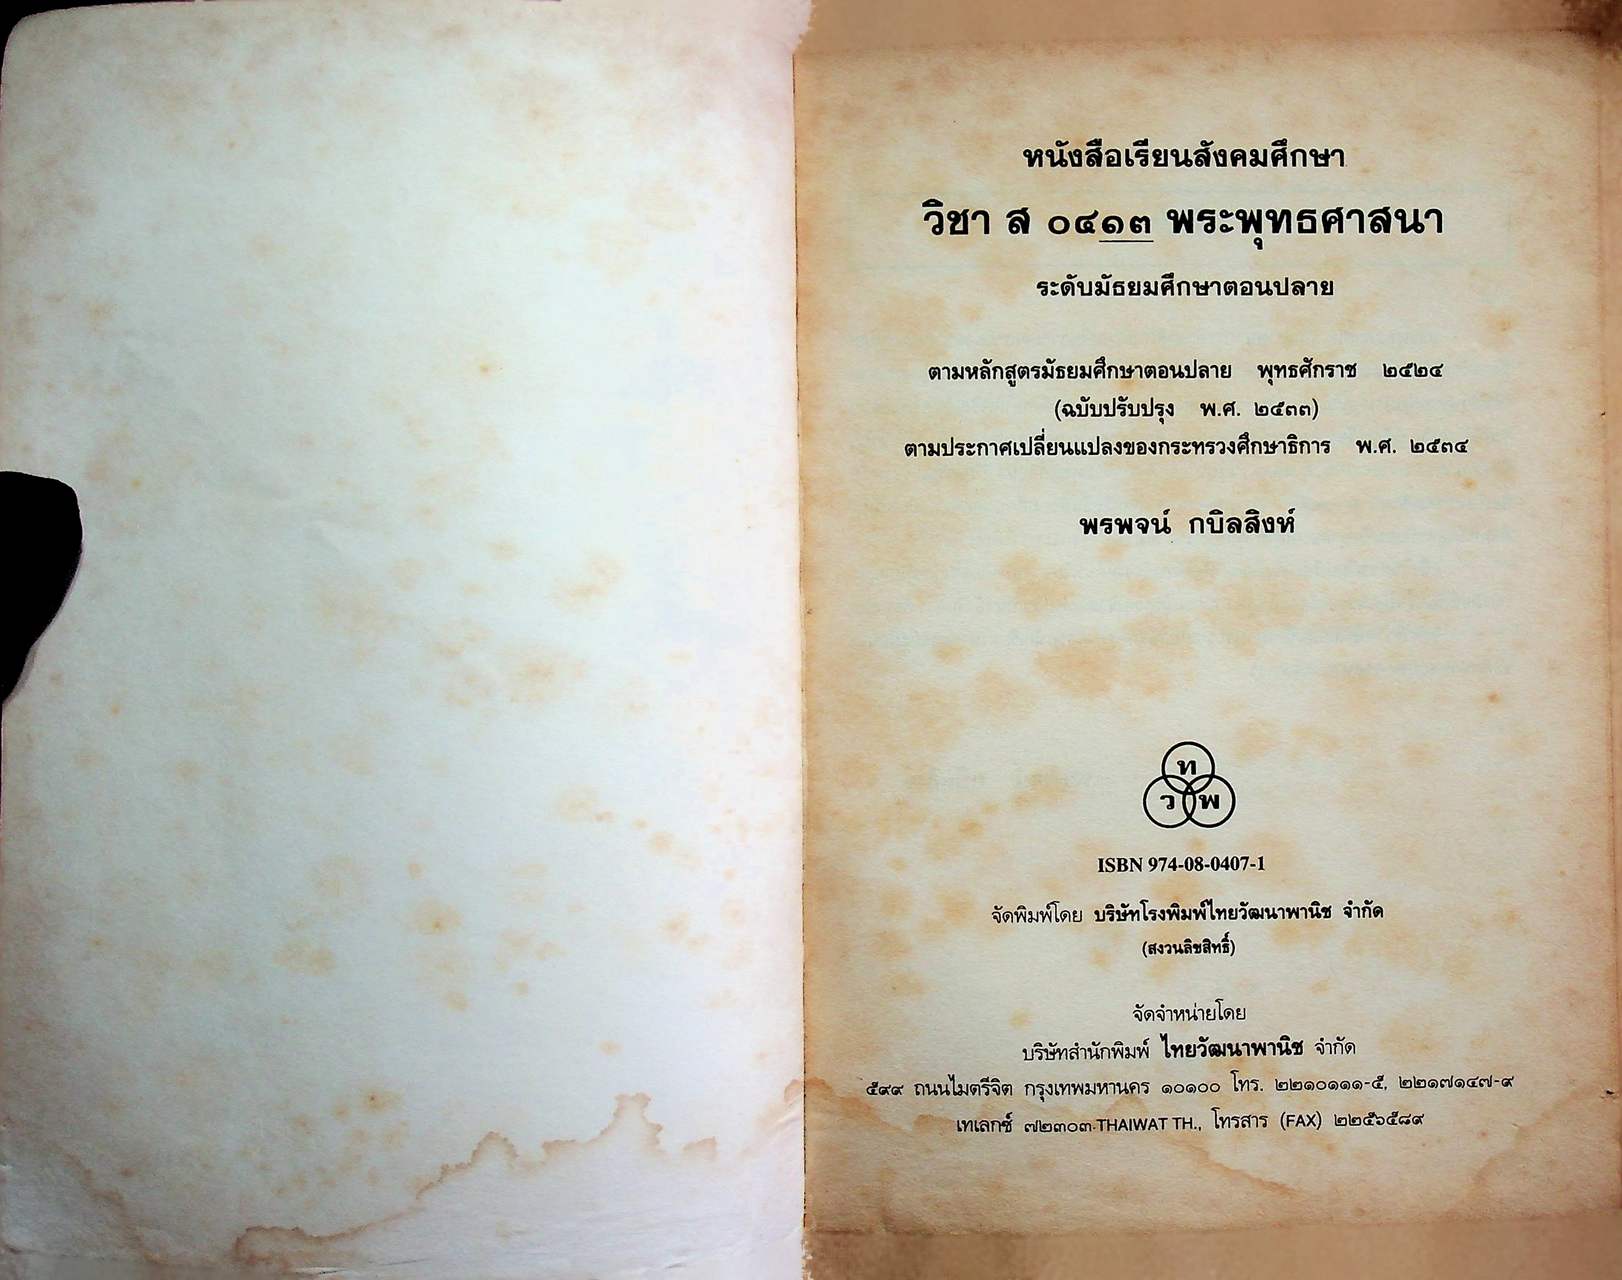 หนังสือเรียนสังคมศึกษา
วิชา ส ๐๔๑๓ พระพุทธศาสนา
ระดับมัธยมศึกษาตอนปลาย
ตามหลักสูตรมัธยมศึกษาตอนปลาย พุทธศักราช ๒๕๒๔
(ฉบับปรับปรุง พ.ศ. ๒๕๓๓)
ตามประกาศเปลี่ยนแปลงของกระทรวงศึกษาธิการ พ.ศ. ๒๕๓๔
พรพจน์ กบิลสิงห์
ท
ว พ
ISBN 974-08-0407-1
จัดพิมพ์โดย บริษัทโรงพิมพ์ไทยวัฒนาพานิช จำกัด
(สงวนลิขสิทธิ์)
จัดจำหน่ายโดย
บริษัทสำนักพิมพ์ ไทยวัฒนาพานิช จำกัด
๕๙๙ ถนนไมตรีจิต กรุงเทพมหานคร ๑๐๑๐๐ โทร. ๒๒๑๐๑๑๑-๕, ๒๒๑๗๑๔๗-๙
เทเลกซ์ ๗๒๓๐๓ THAIWAT TH., โทรสาร (FAX) ๒๒๕๖๕๘๙